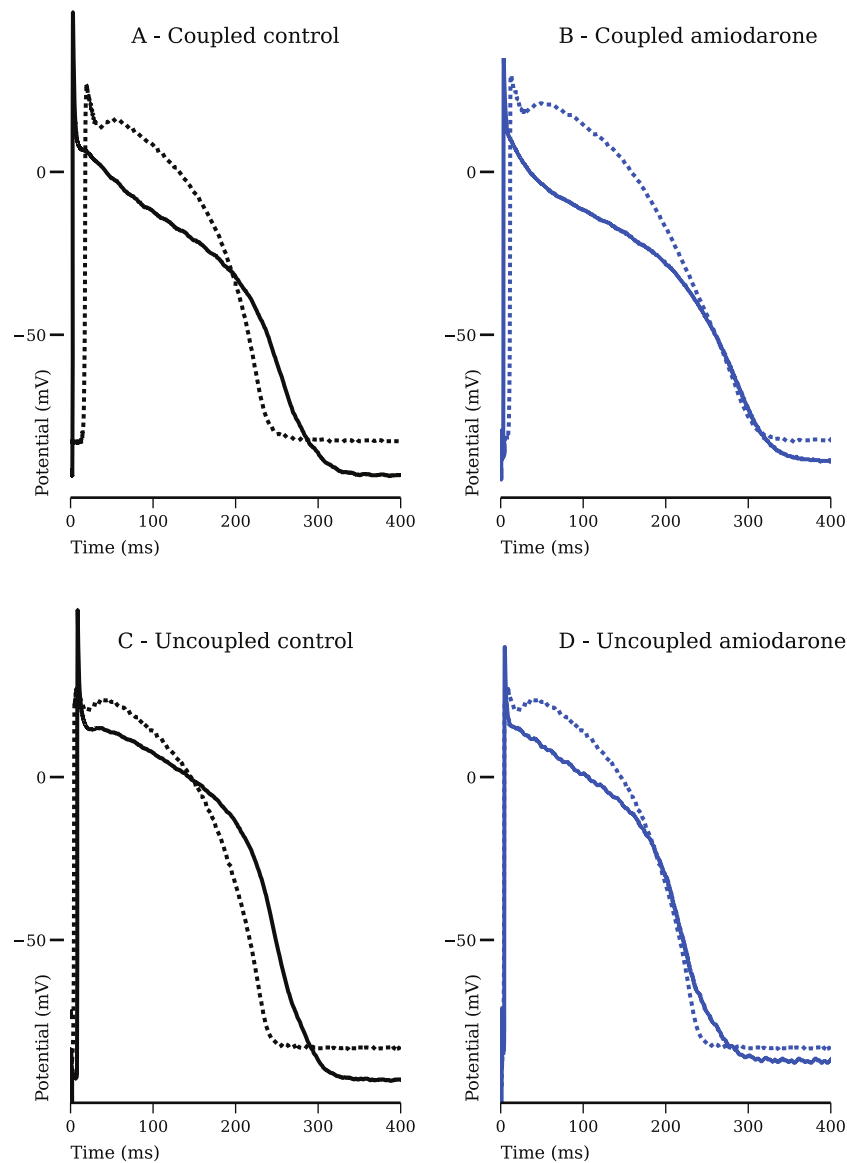 A - Coupled control
B - Coupled amiodarone
0
0
−50
−50
Potential (mV)
Potential (mV)
0 100 200 300 400
0 100 200 300 400
Time (ms)
Time (ms)
C - Uncoupled control
D - Uncoupled amiodarone
0
0
−50
−50
Potential (mV)
Potential (mV)
0 100 200 300 400
0 100 200 300 400
Time (ms)
Time (ms)